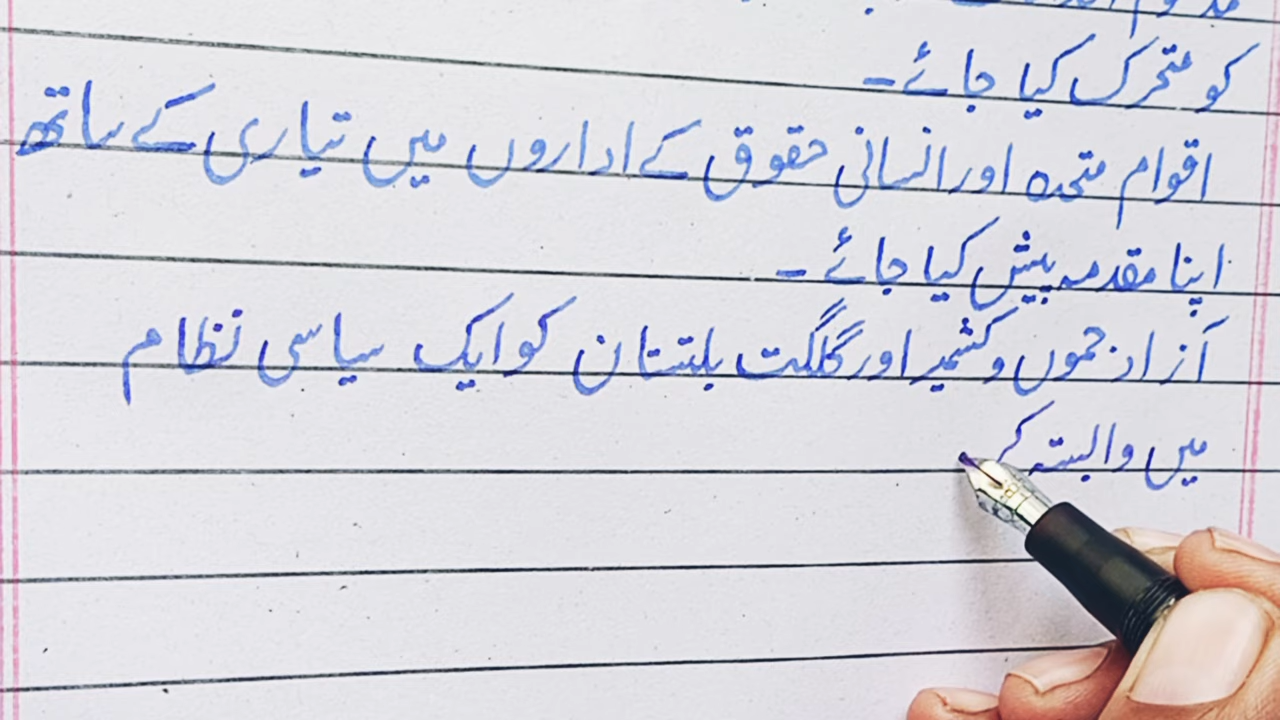 کو متحرک کیا جائے۔
اقوام متحدہ اور انسانی حقوق کے اداروں میں تیاری کے ساتھ
اپنا مقدمہ پیش کیا جائے۔
آزاد جموں و کشمیر اور گلگت بلتستان کو ایک سیاسی نظام
میں وابستہ کر